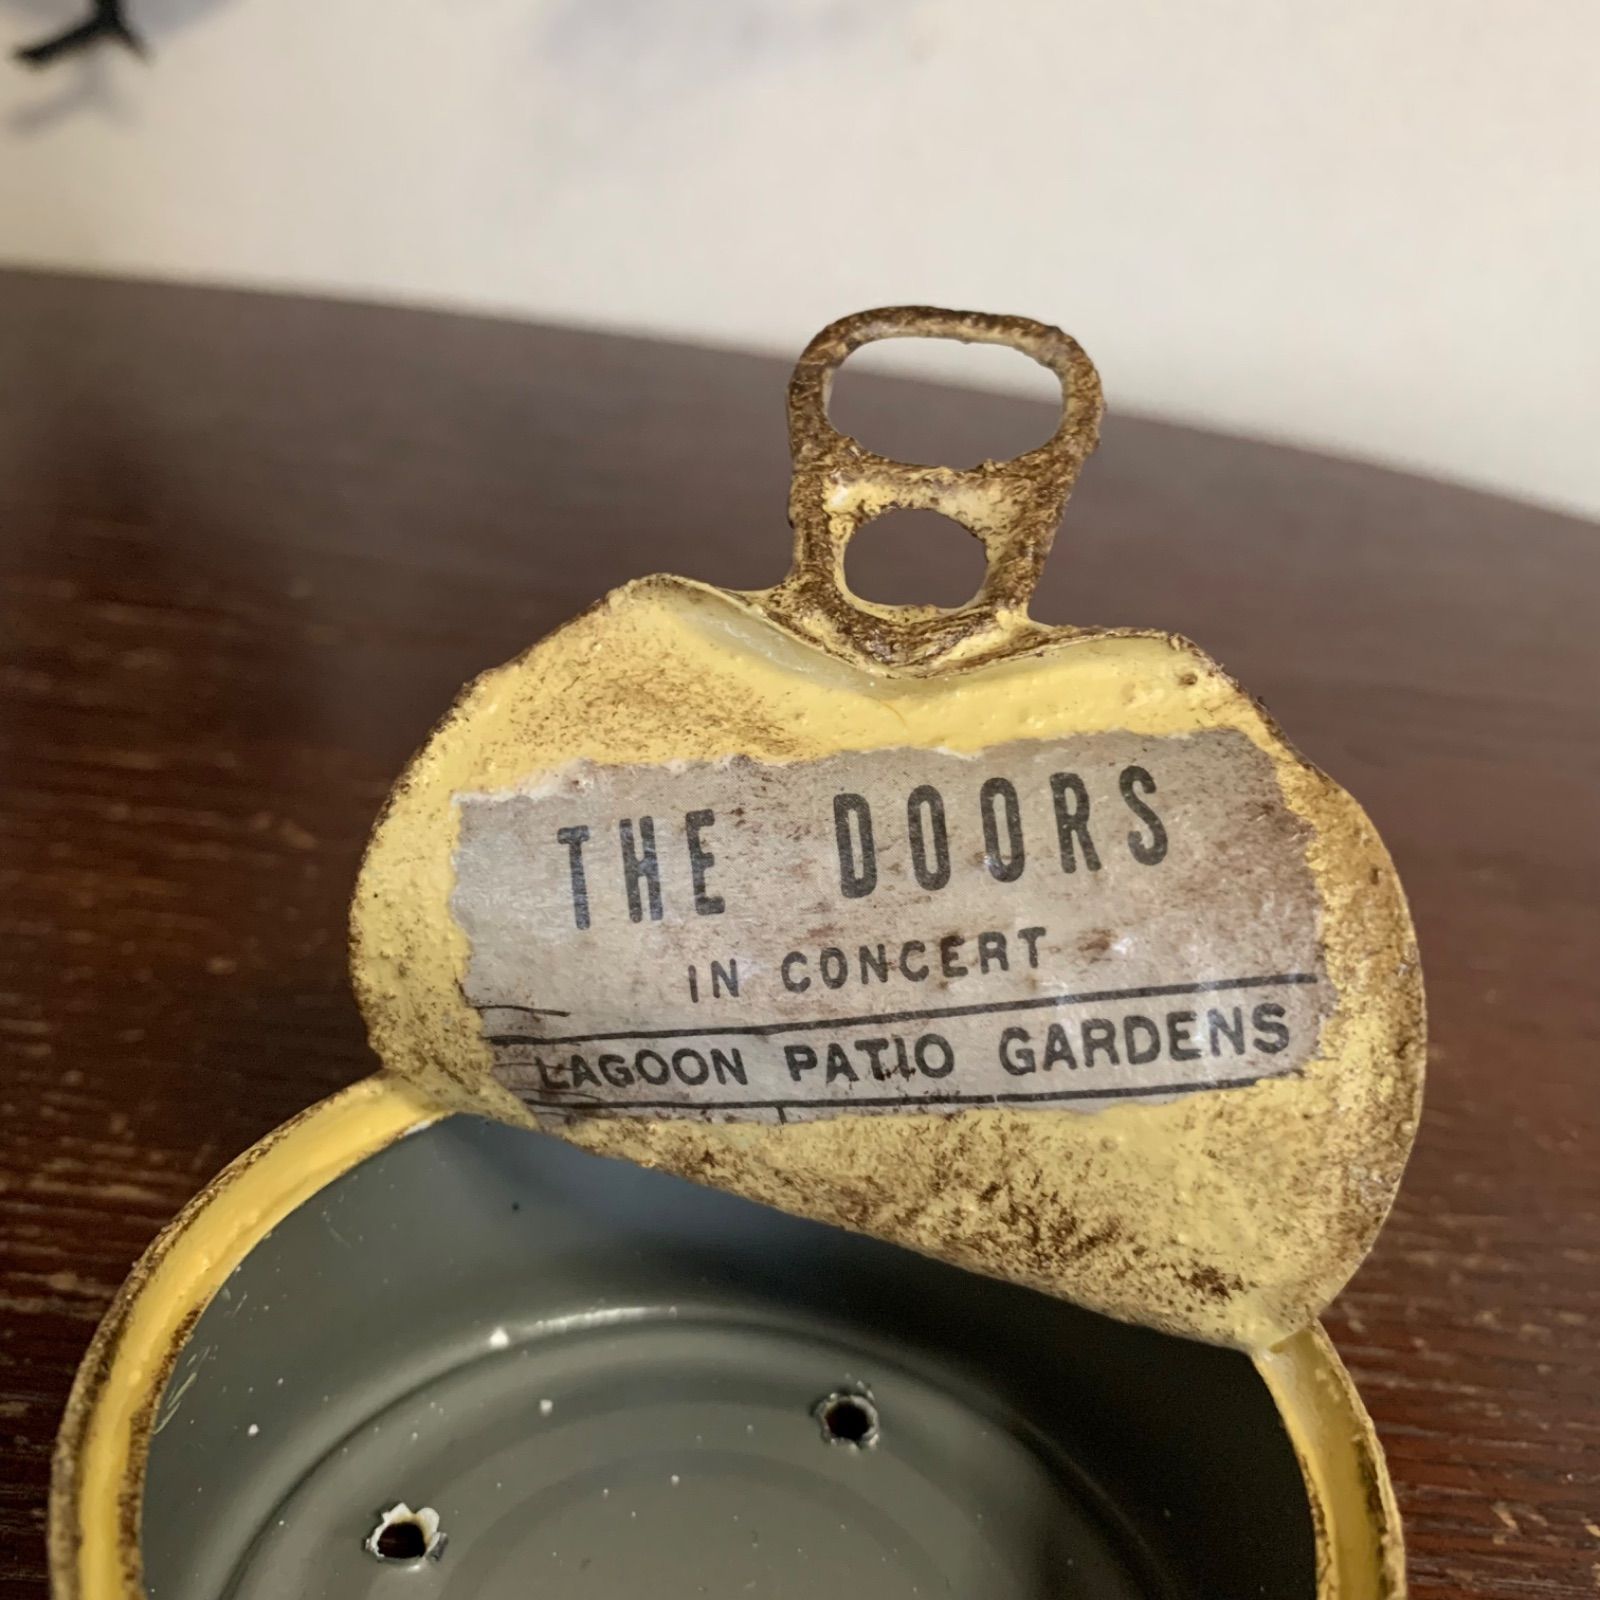 THE DOORS
IN CONCERT
LAGOON PATIO GARDENS